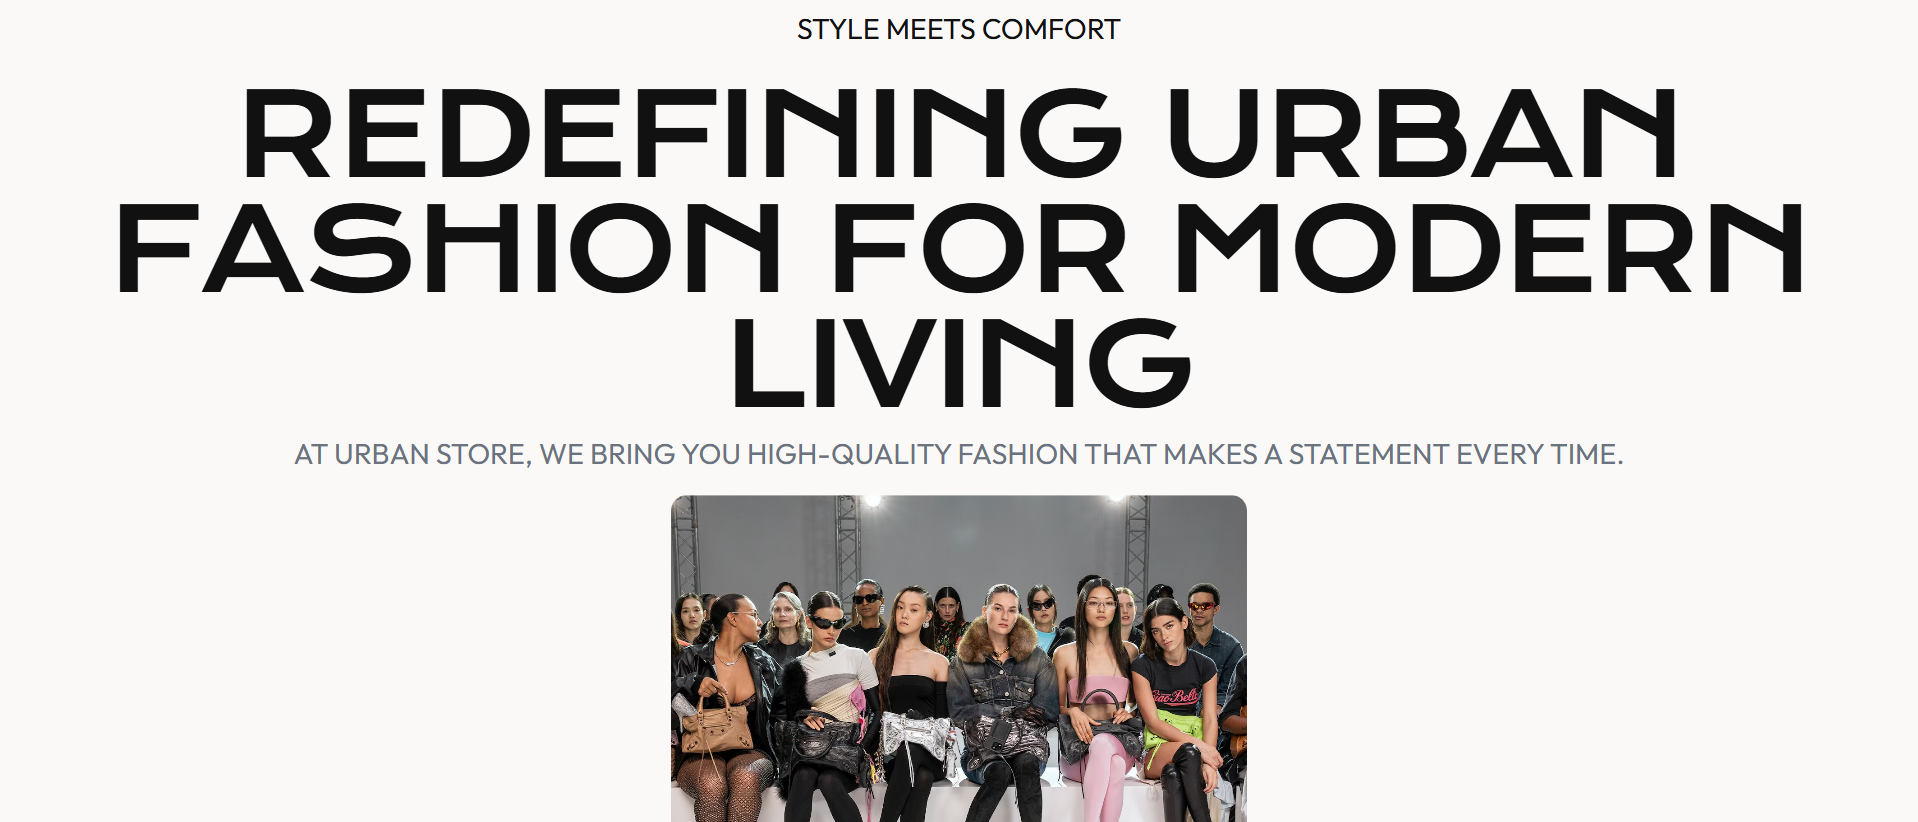 STYLE MEETS COMFORT
REDEFINING URBAN
FASHION FOR MODERN
LIVING
AT URBAN STORE, WE BRING YOU HIGH-QUALITY FASHION THAT MAKES A STATEMENT EVERY TIME.
Ciao Bella